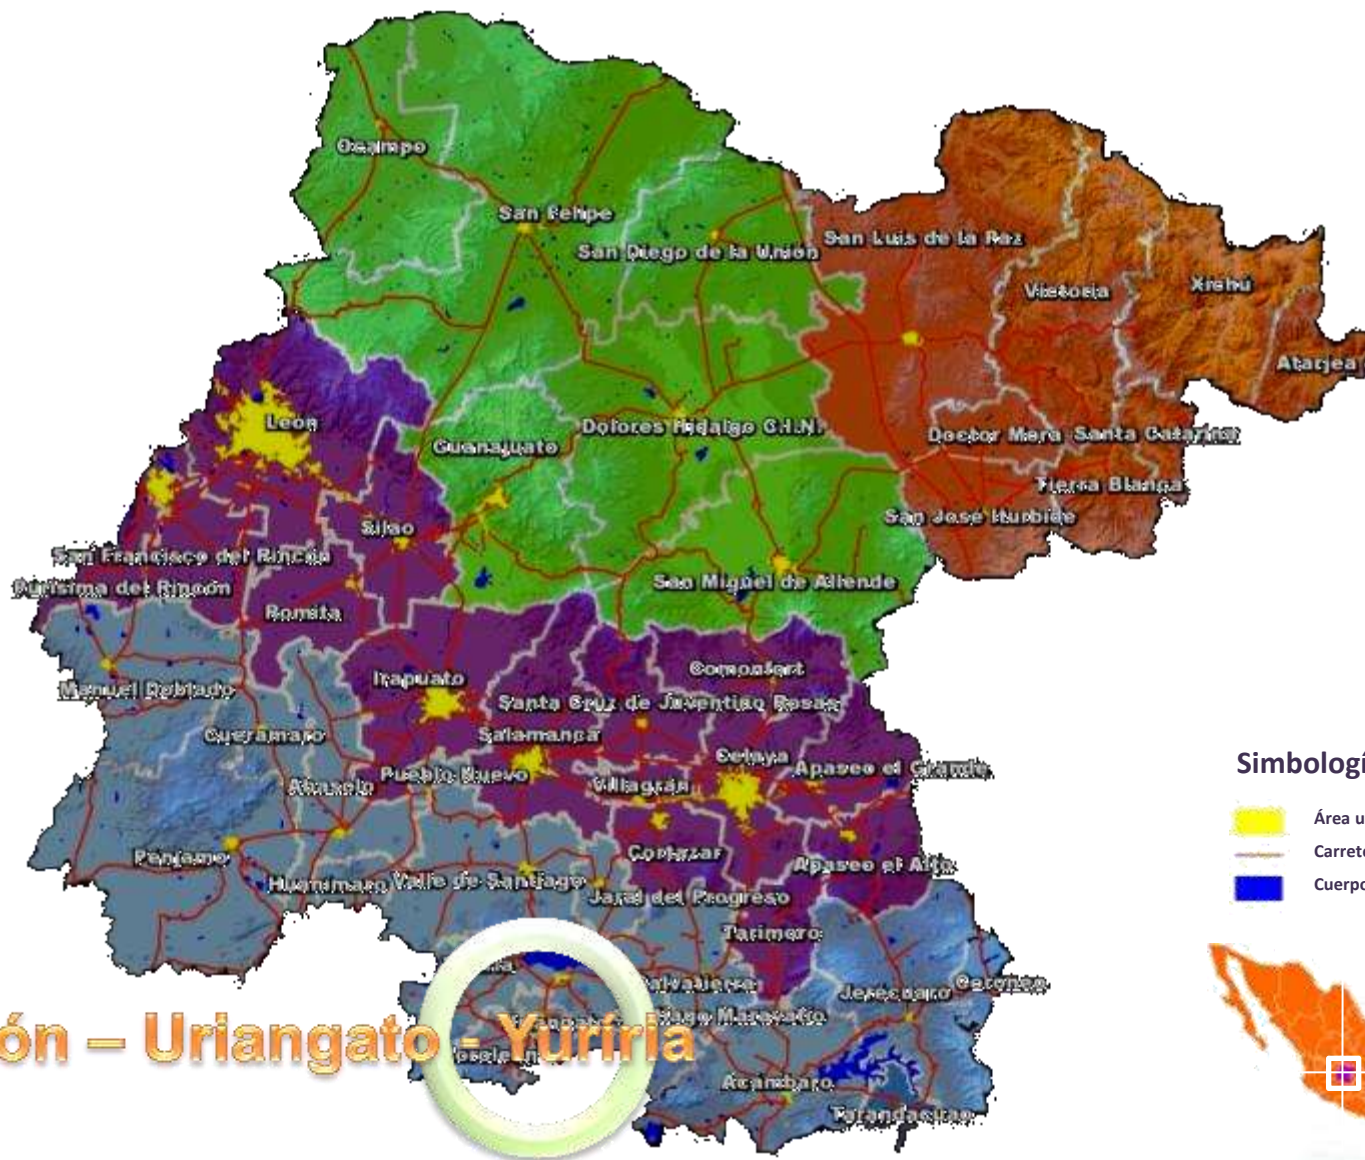 Ocampo
San Felipe
San Diego de la Unión
San Luis de la Paz
Victoria
Xichú
Atarjea
León
Guanajuato
Dolores Hidalgo C.I.N.
Doctor Mora
Santa Catarina
Tierra Blanca
San José Iturbide
Silao
San Francisco del Rincón
Purísima del Rincón
San Miguel de Allende
Romita
Comonfort
Irapuato
Manuel Doblado
Santa Cruz de Juventino Rosas
Cuerámaro
Salamanca
Celaya
Apaseo el Grande
Abasolo
Pueblo Nuevo
Villagrán
Simbologí
Área u
Carrete
Cuerpo
Pénjamo
Cortazar
Apaseo el Alto
Huanímaro
Valle de Santiago
Jaral del Progreso
Tarimoro
Jerécuaro
Coroneo
ón – Uriangato - Yuríria
Acámbaro
Tarandacuao